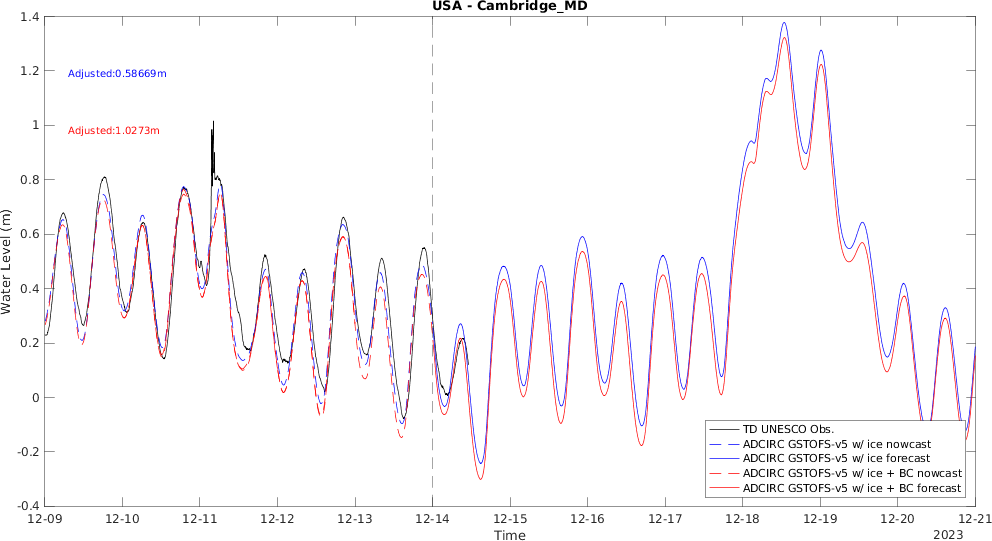 USA - Cambridge_MD
Adjusted:0.58669m
Adjusted:1.0273m
Water Level (m)
1.4
1.2
1
0.8
0.6
0.4
0.2
0
-0.2
-0.4
TD UNESCO Obs.
ADCIRC GSTOFS-v5 w/ ice nowcast
ADCIRC GSTOFS-v5 w/ ice forecast
ADCIRC GSTOFS-v5 w/ ice + BC nowcast
ADCIRC GSTOFS-v5 w/ ice + BC forecast
12-09 12-10 12-11 12-12 12-13 12-14 12-15 12-16 12-17 12-18 12-19 12-20 12-21
Time
2023